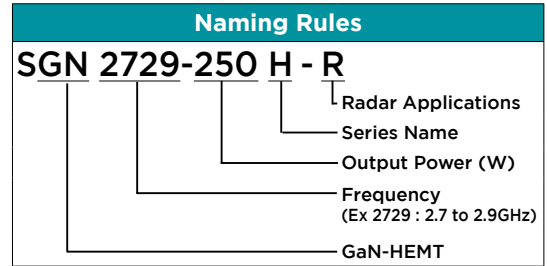 Naming Rules
SGN 2729-250 H - R
Radar Applications
Series Name
Output Power (W)
Frequency
(Ex 2729 : 2.7 to 2.9GHz)
GaN-HEMT